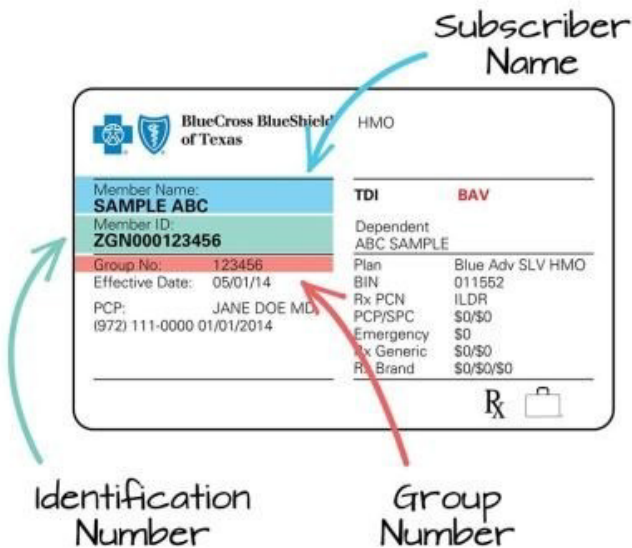 Subscriber
Name
BlueCross BlueShield
of Texas
HMO
Member Name:
SAMPLE ABC
Member ID:
ZGN000123456
Group No: 123456
Effective Date: 05/01/14
PCP: JANE DOE MD
(972) 111-0000 01/01/2014
TDI BAV
Dependent
ABC SAMPLE
Plan Blue Adv SLV HMO
BIN 011552
Rx PCN ILDR
PCP/SPC $0/$0
Emergency $0
Rx Generic $0/$0
Rx Brand $0/$0/$0
Rx
Identification
Number
Group
Number